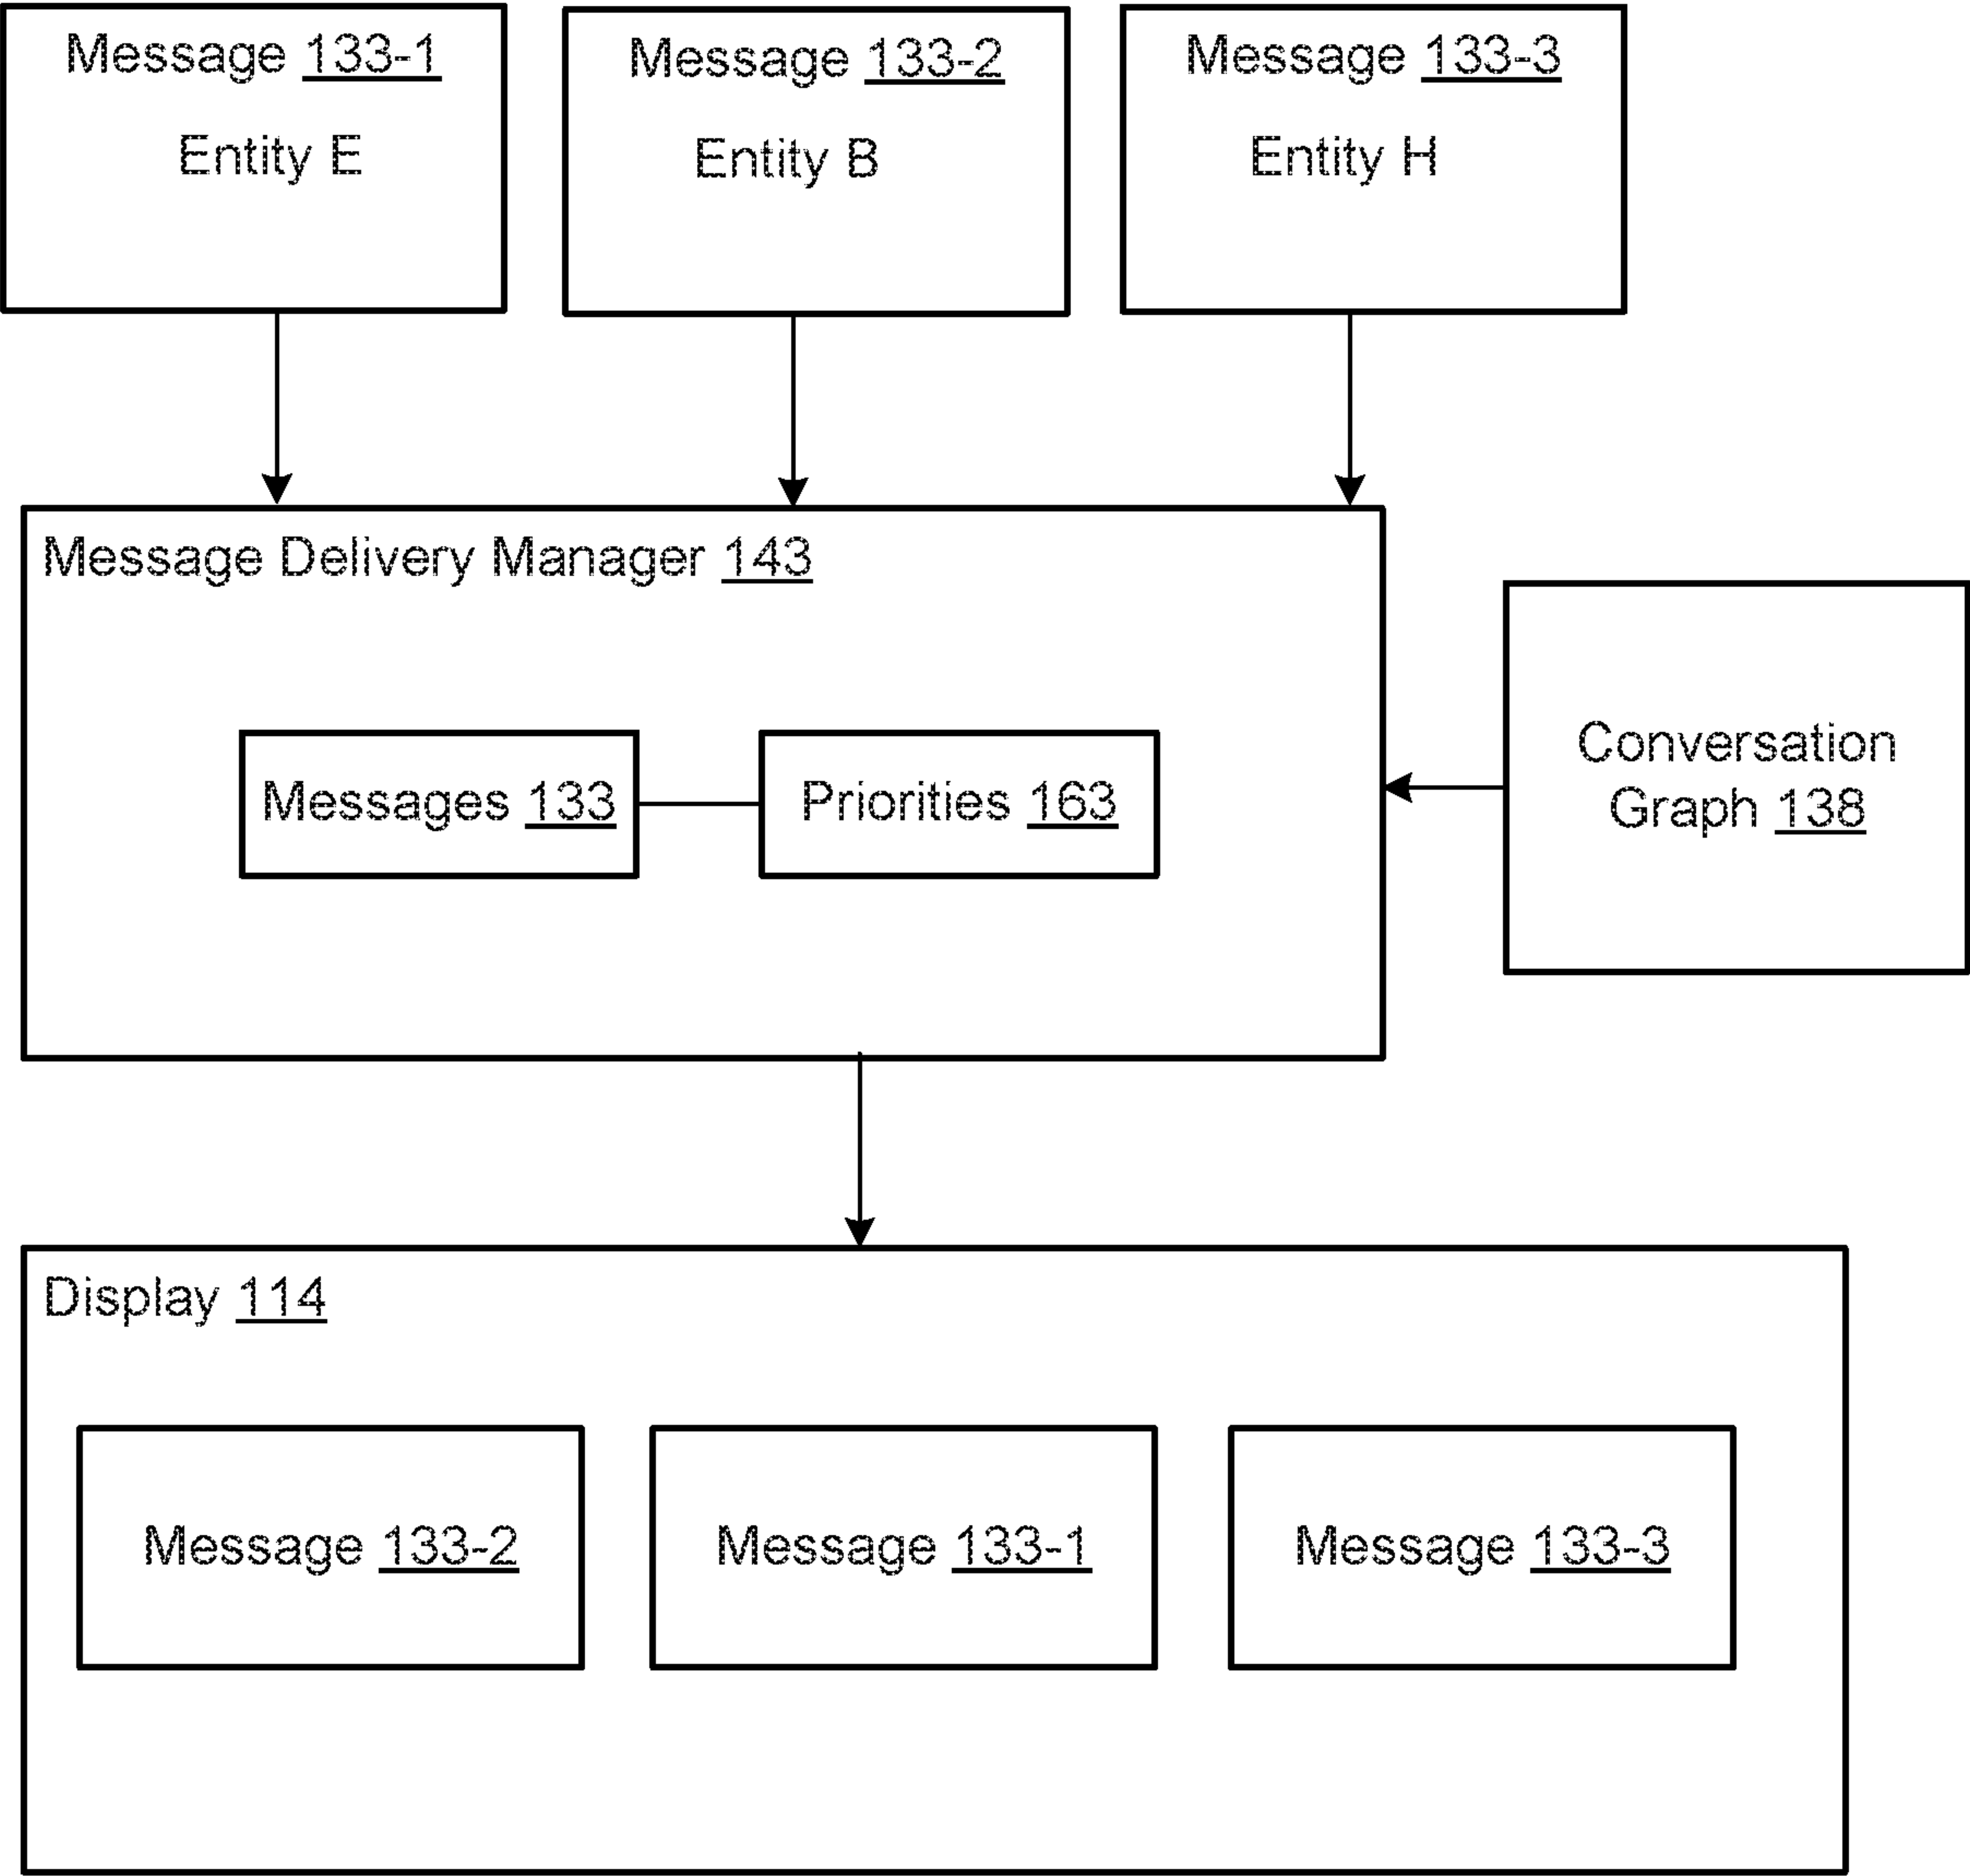 Message 133-1
Entity E
Message 133-2
Entity B
Message 133-3
Entity H
Message Delivery Manager 143
Messages 133
Priorities 163
Conversation
Graph 138
Display 114
Message 133-2
Message 133-1
Message 133-3